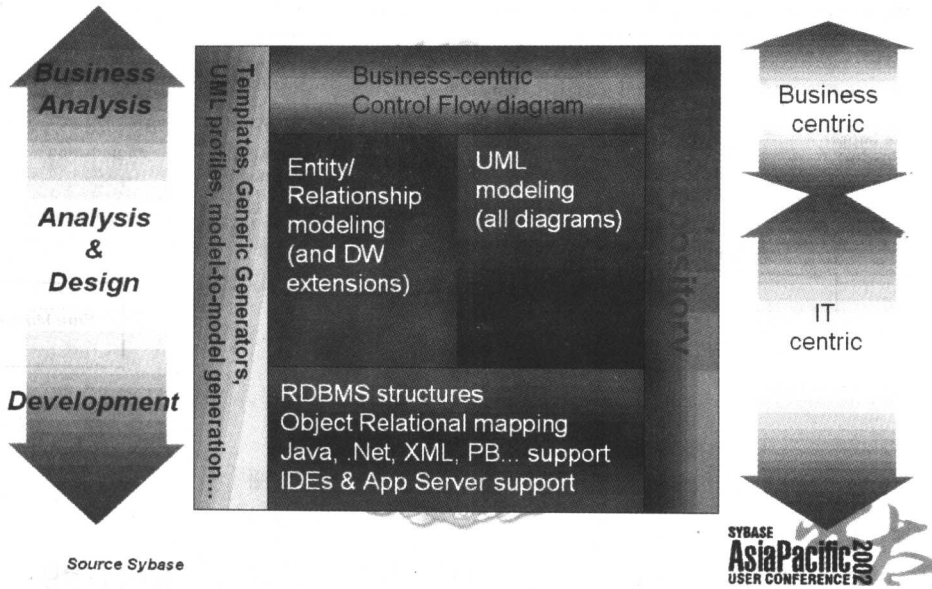 Business
Analysis
Analysis
&
Design
Development
Templates, Generic Generators,
UML profiles, model-to-model generation...
Business-centric
Control Flow diagram
Entity/
Relationship
modeling
(and DW
extensions)
UML
modeling
(all diagrams)
RDBMS structures
Object Relational mapping
Java, .Net, XML, PB... support
IDEs & App Server support
Business
centric
IT
centric
Source Sybase
SYBASE
AsiaPacific
USER CONFERENCE
2002